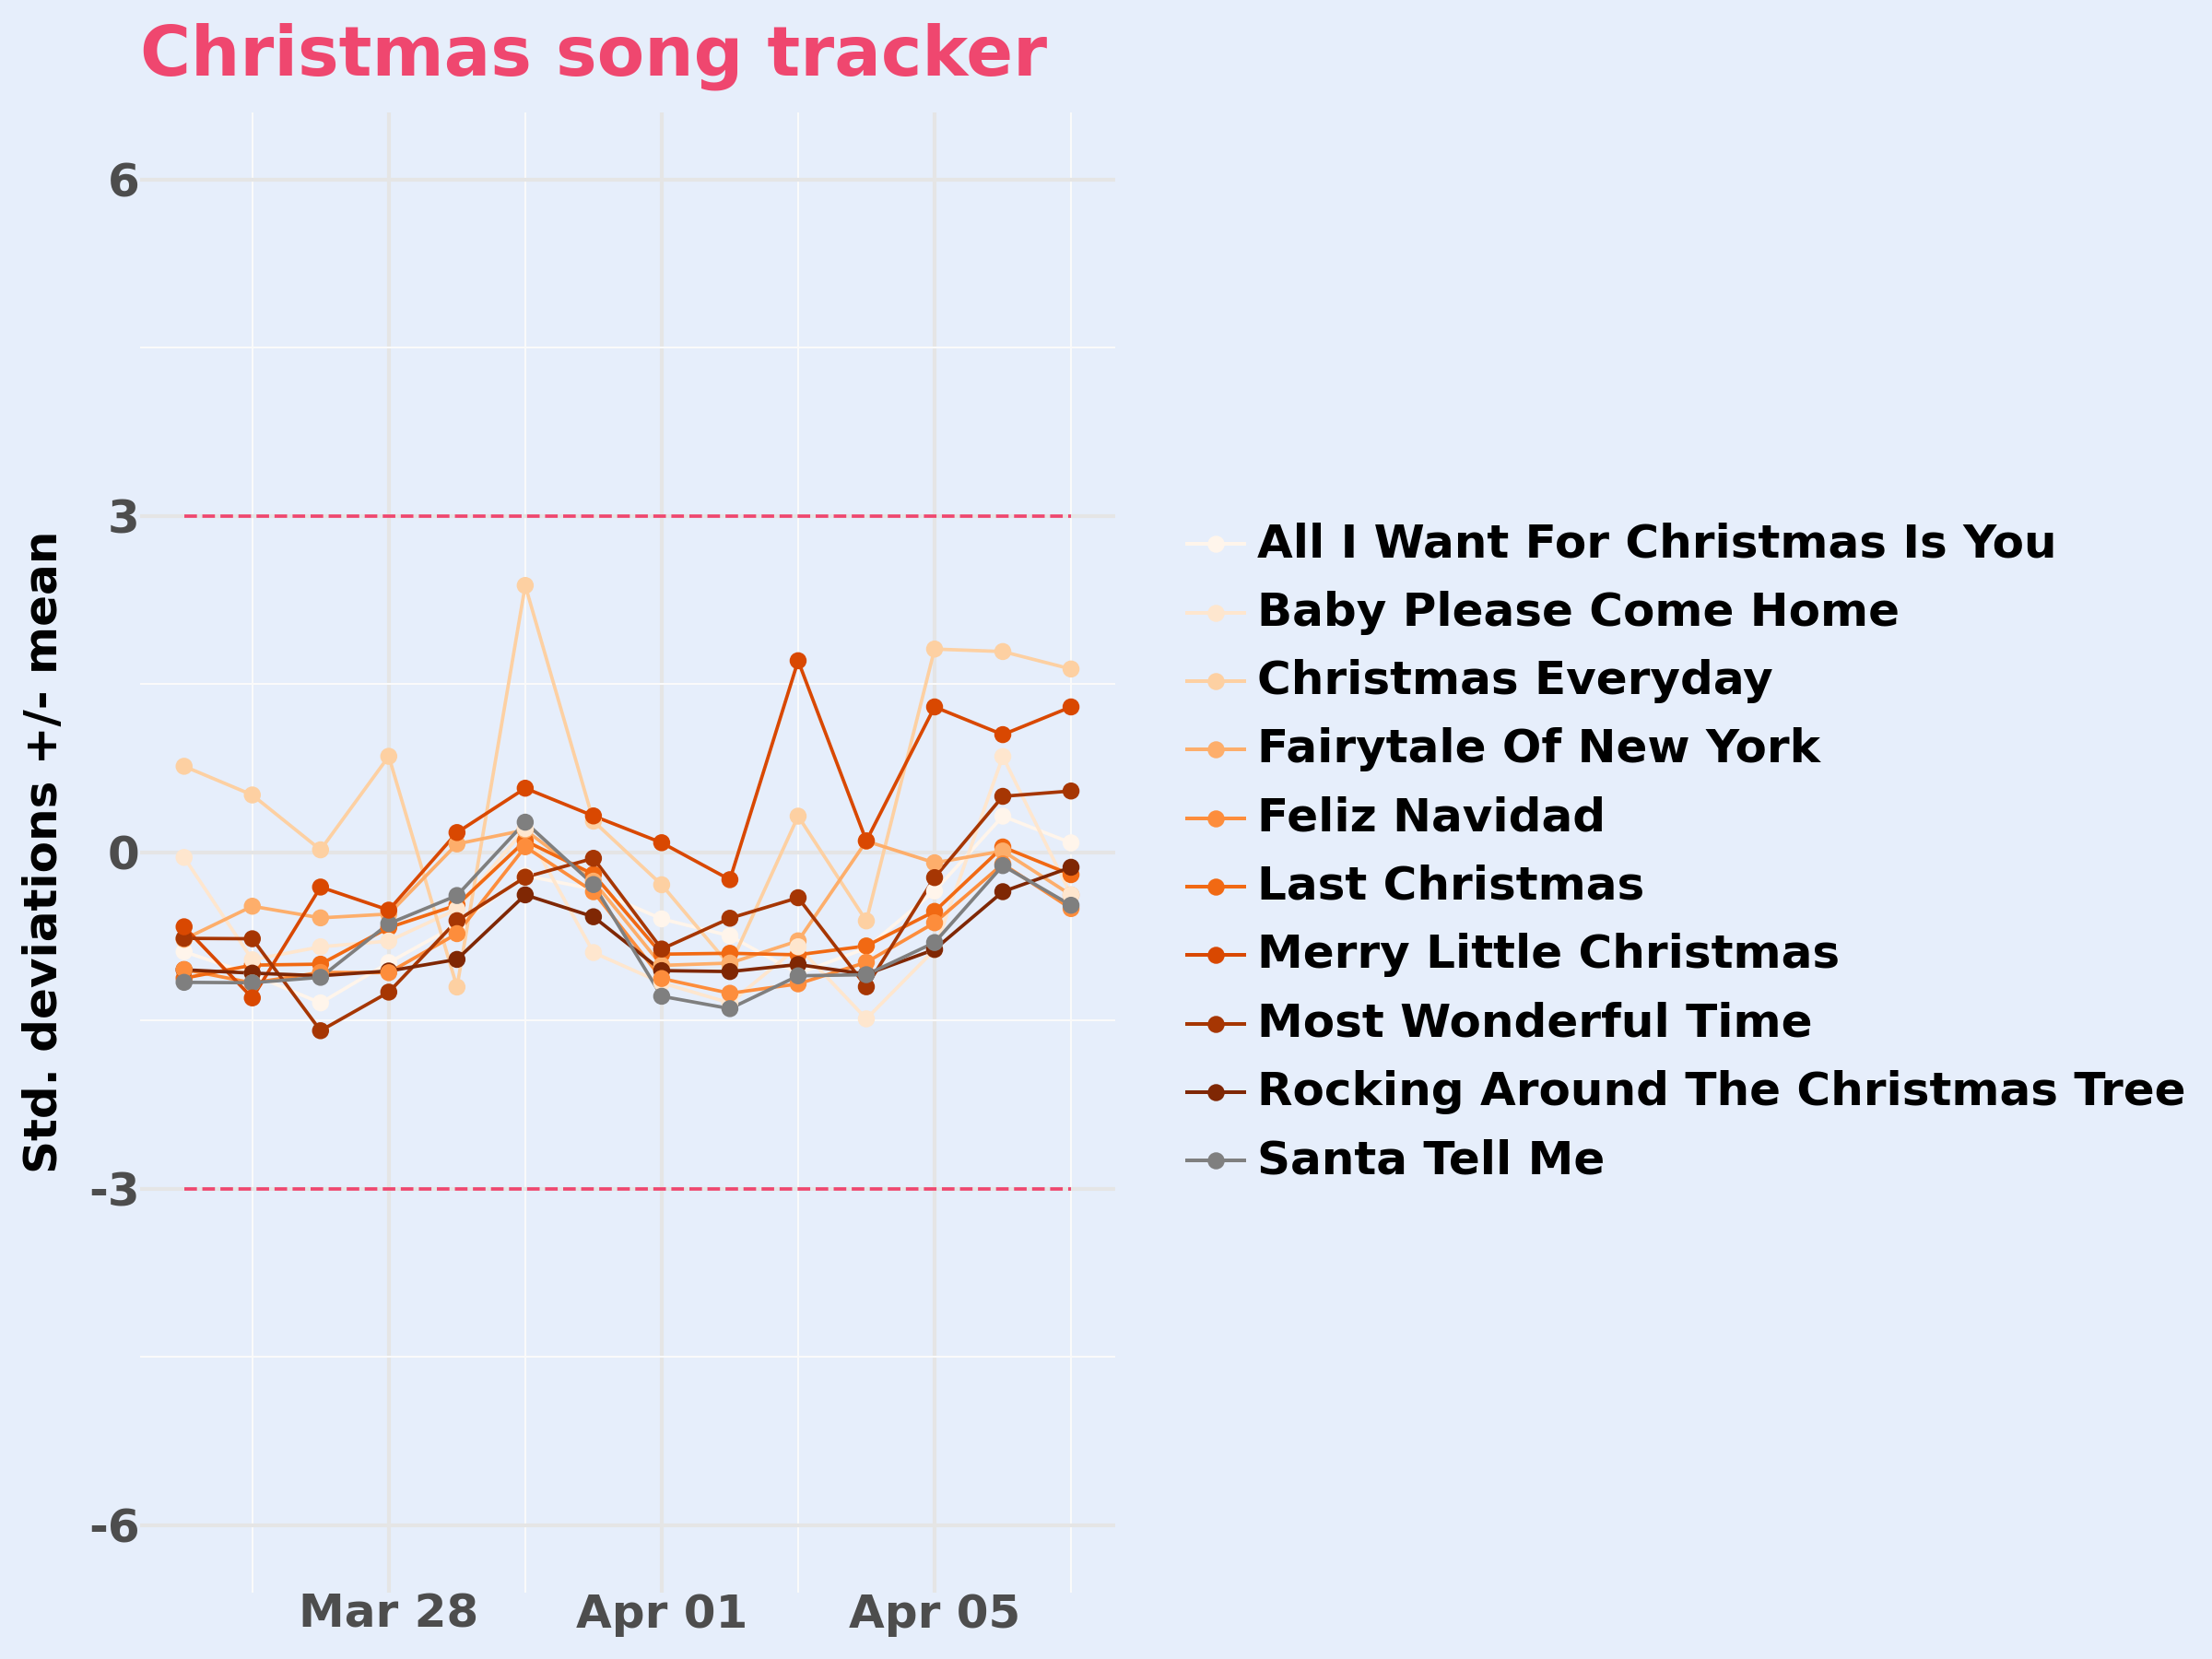 Christmas song tracker
Std. deviations +/- mean
6
3
0
-3
-6
Mar 28
Apr 01
Apr 05
All I Want For Christmas Is You
Baby Please Come Home
Christmas Everyday
Fairytale Of New York
Feliz Navidad
Last Christmas
Merry Little Christmas
Most Wonderful Time
Rocking Around The Christmas Tree
Santa Tell Me